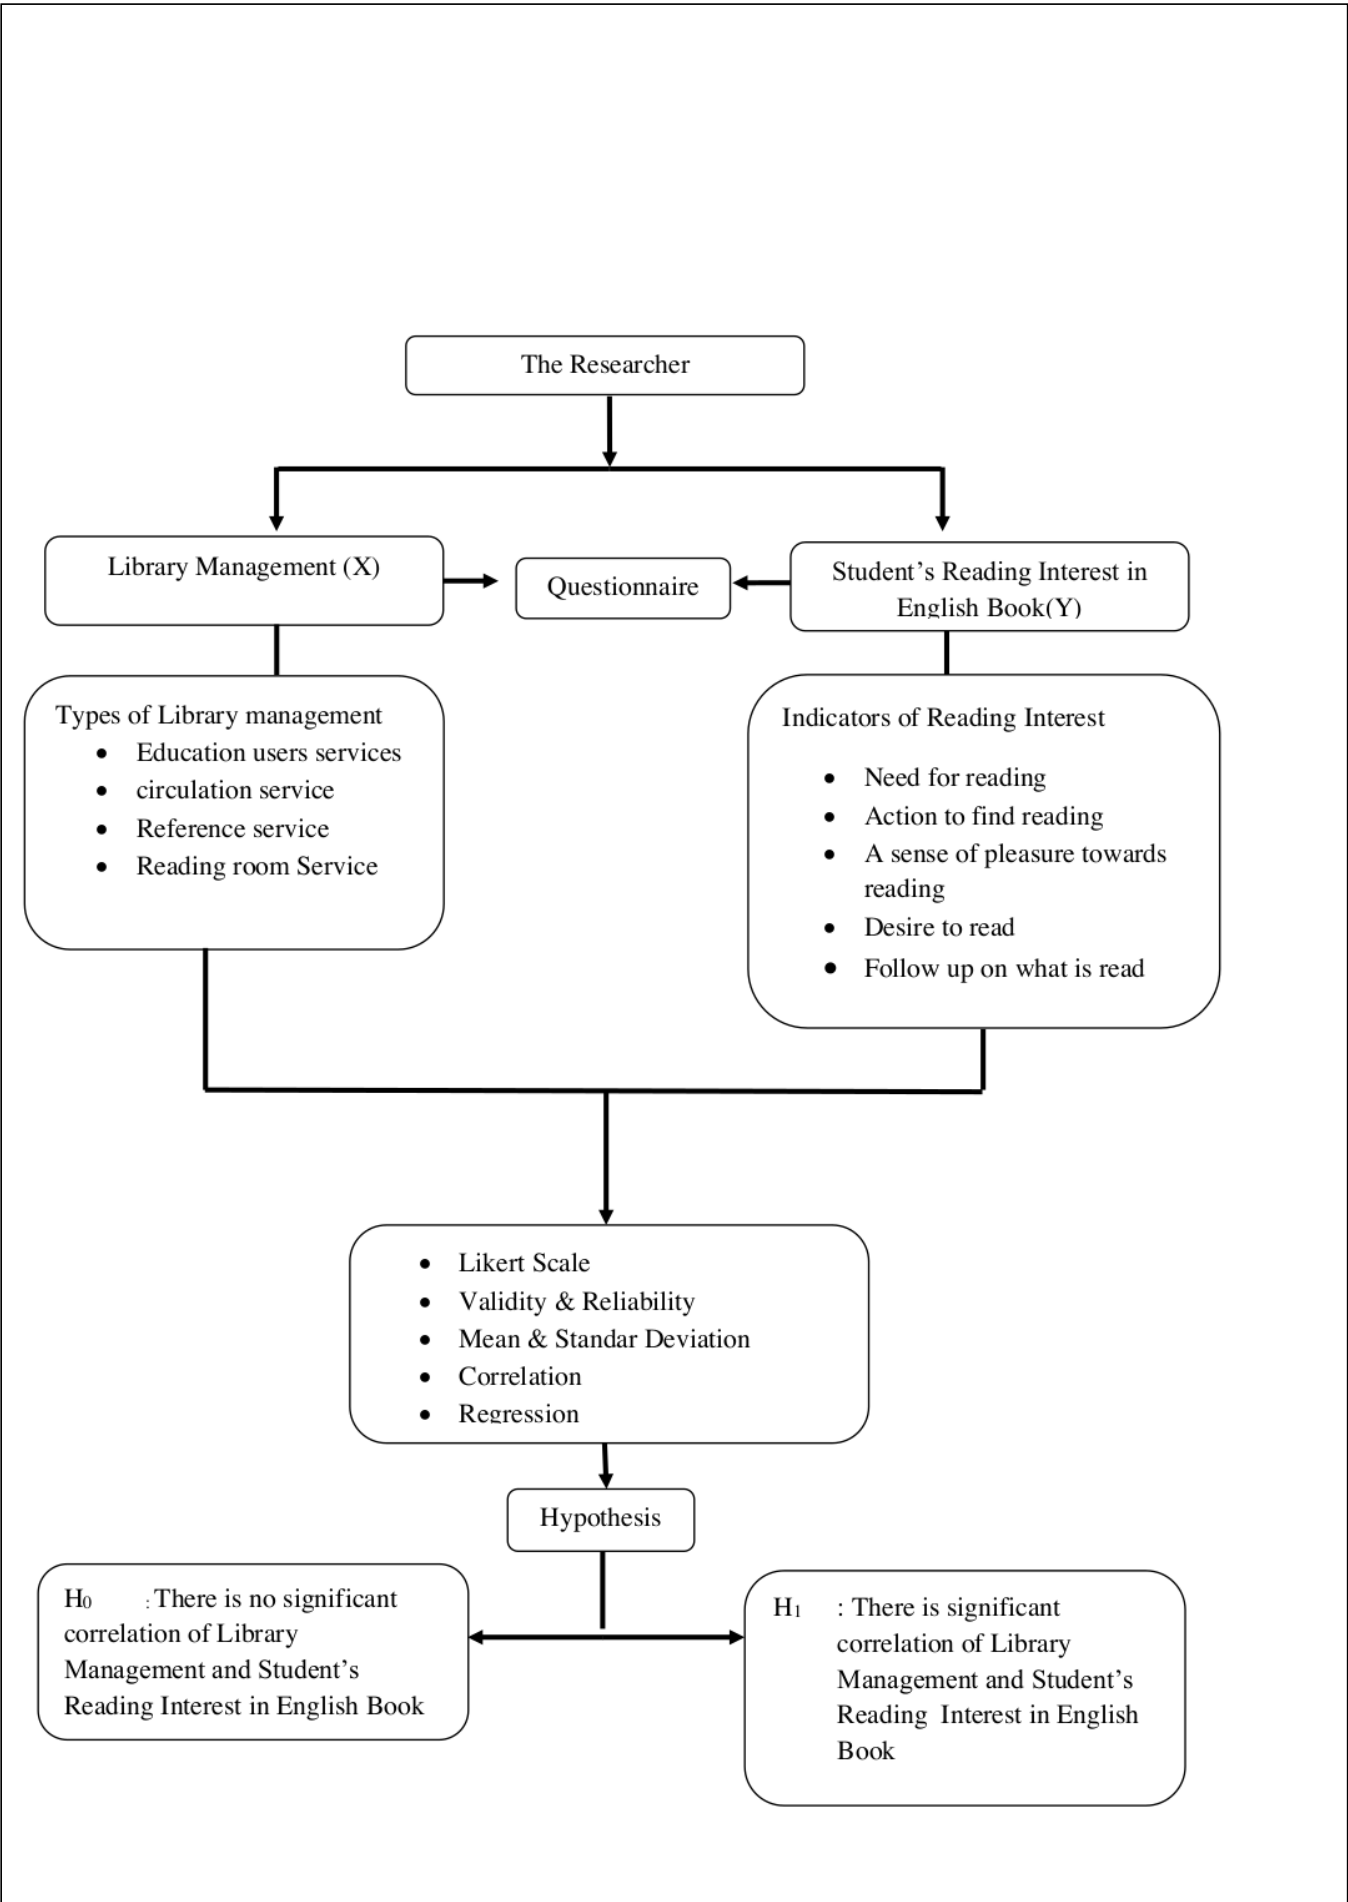 The Researcher
Library Management (X)
Questionnaire
Student’s Reading Interest in
English Book(Y)
Types of Library management
• Education users services
• circulation service
• Reference service
• Reading room Service
Indicators of Reading Interest
• Need for reading
• Action to find reading
• A sense of pleasure towards
reading
• Desire to read
• Follow up on what is read
• Likert Scale
• Validity & Reliability
• Mean & Standar Deviation
• Correlation
• Regression
Hypothesis
H0 : There is no significant
correlation of Library
Management and Student’s
Reading Interest in English Book
H1 : There is significant
correlation of Library
Management and Student’s
Reading Interest in English
Book